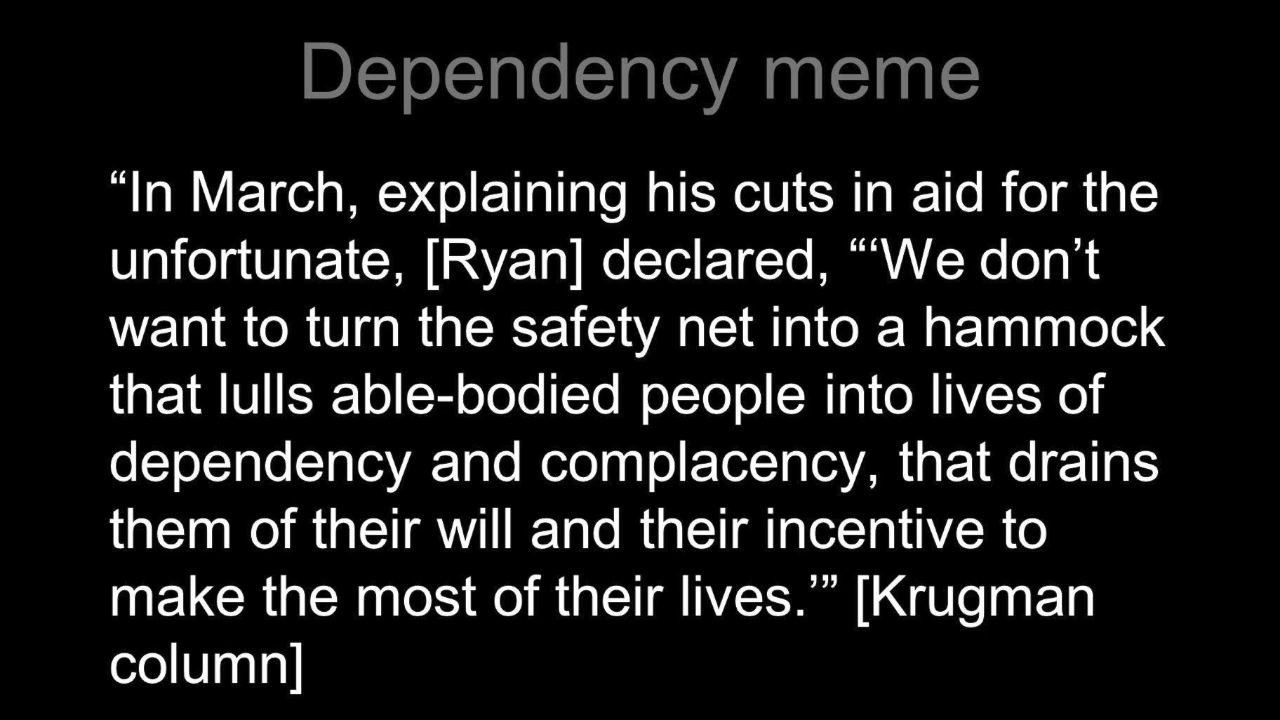 Dependency meme
“In March, explaining his cuts in aid for the
unfortunate, [Ryan] declared, “‘We don’t
want to turn the safety net into a hammock
that lulls able-bodied people into lives of
dependency and complacency, that drains
them of their will and their incentive to
make the most of their lives.’” [Krugman
column]